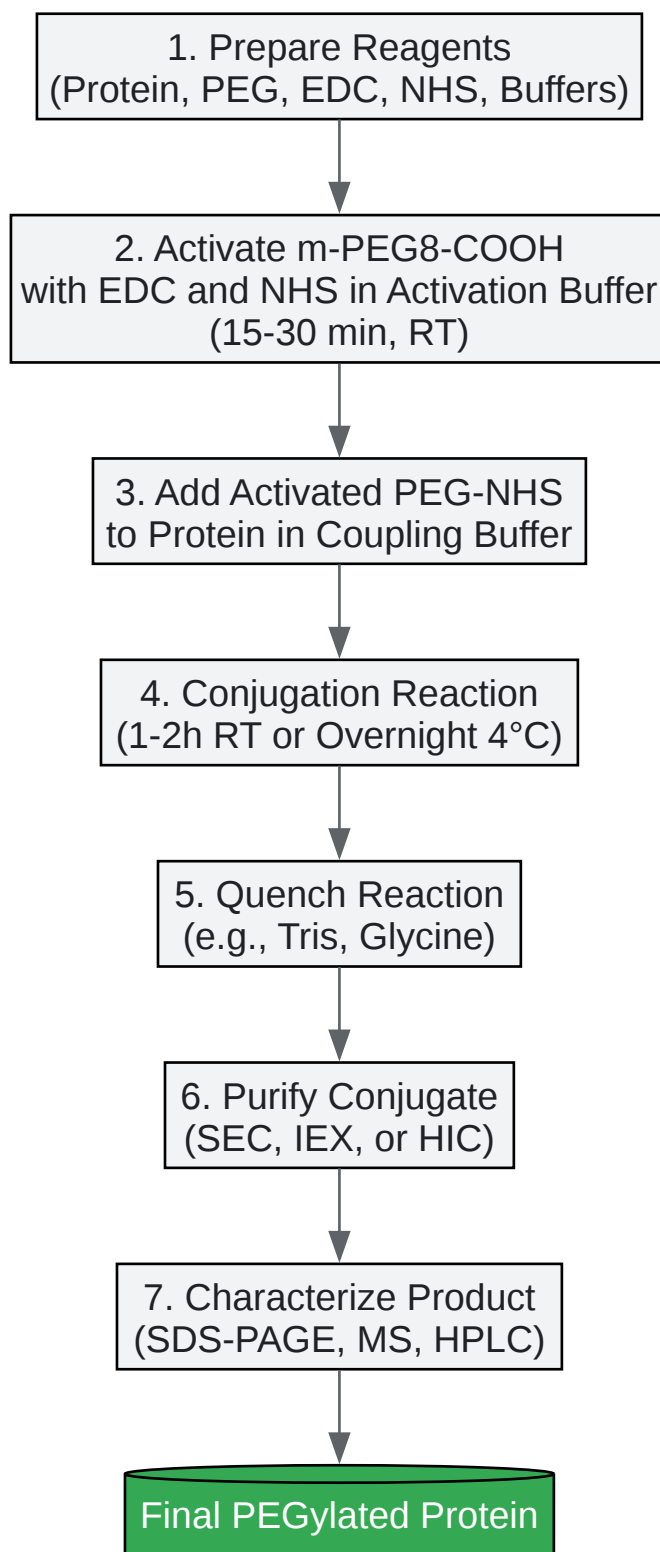 1. Prepare Reagents
(Protein, PEG, EDC, NHS, Buffers)
2. Activate m-PEG8-COOH
with EDC and NHS in Activation Buffer
(15-30 min, RT)
3. Add Activated PEG-NHS
to Protein in Coupling Buffer
4. Conjugation Reaction
(1-2h RT or Overnight 4°C)
5. Quench Reaction
(e.g., Tris, Glycine)
6. Purify Conjugate
(SEC, IEX, or HIC)
7. Characterize Product
(SDS-PAGE, MS, HPLC)
Final PEGylated Protein